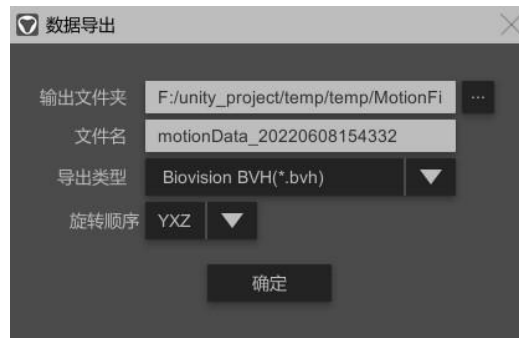 数据导出
输出文件夹 F:/unity_project/temp/temp/MotionFi ...
文件名 motionData_20220608154332
导出类型 Biovision BVH(*.bvh)
旋转顺序 YXZ
确定